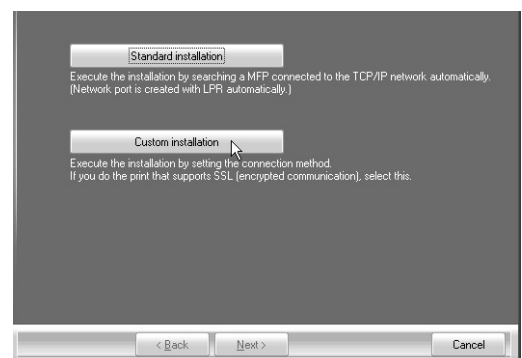 Standard installation
Execute the installation by searching a MFP connected to the TCP/IP network automatically.
(Network port is created with LPR automatically.)
Custom installation
Execute the installation by setting the connection method.
If you do the print that supports SSL (encrypted communication), select this.
< Back Next > Cancel